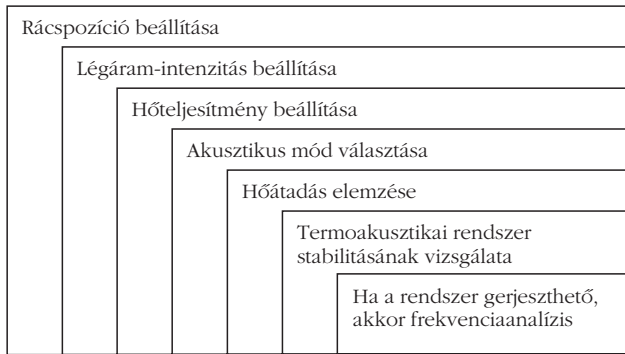 Rácspozíció beállítása
Légáram-intenzitás beállítása
Hőteljesítmény beállítása
Akusztikus mód választása
Hőátadás elemzése
Termoakusztikai rendszer
stabilitásának vizsgálata
Ha a rendszer gerjeszthető,
akkor frekvenciaanalízis